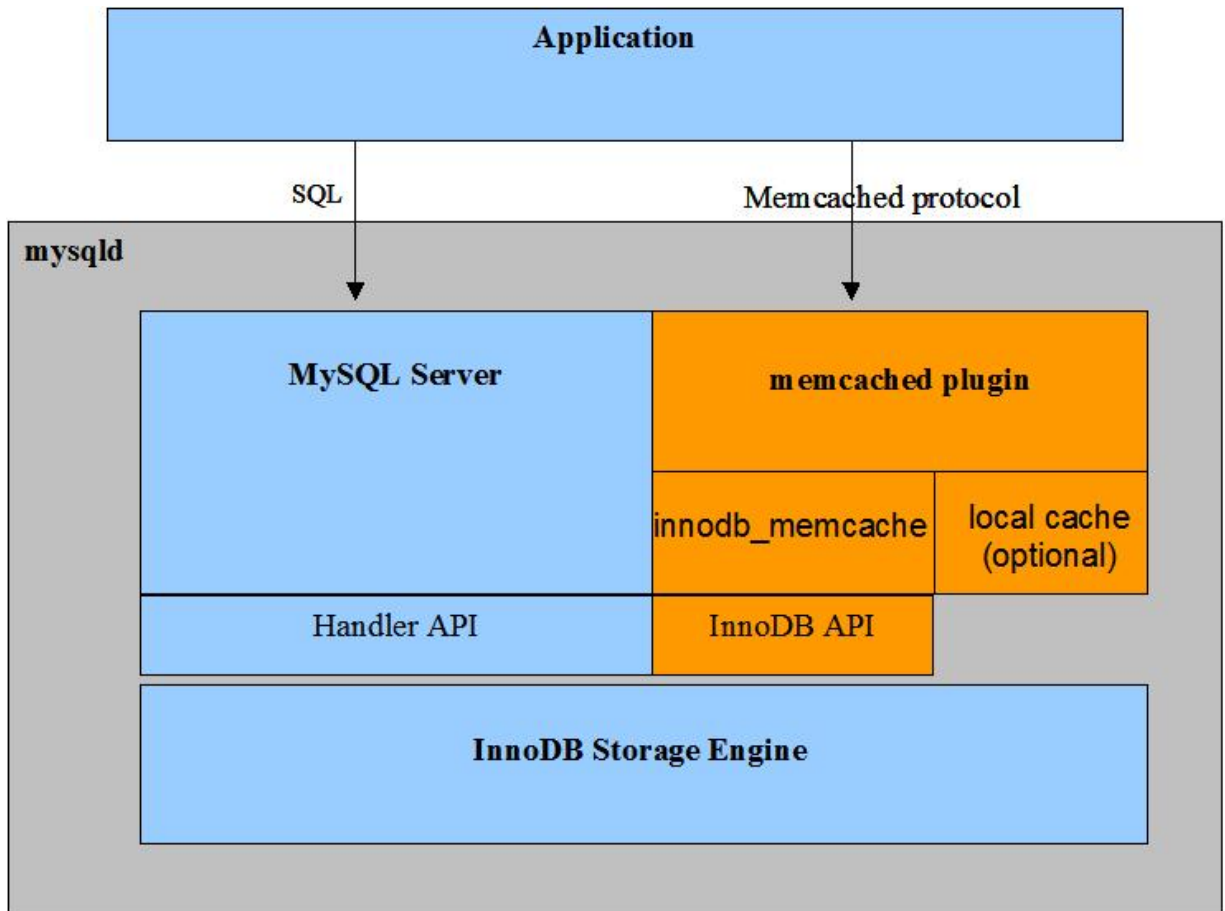 Application
SQL
Memcached protocol
mysqld
MySQL Server
memcached plugin
innodb_memcache
local cache
(optional)
Handler API
InnoDB API
InnoDB Storage Engine